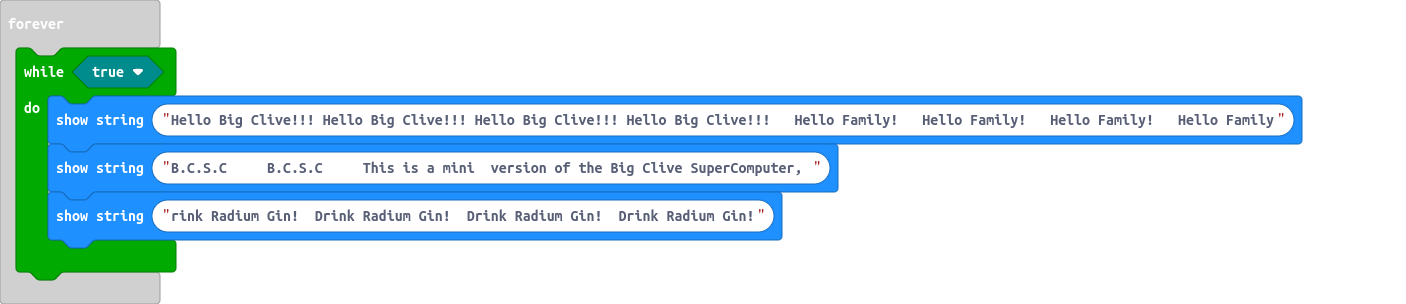 forever
while true
do
show string "Hello Big Clive!!! Hello Big Clive!!! Hello Big Clive!!! Hello Big Clive!!!   Hello Family!   Hello Family!   Hello Family!   Hello Family"
show string "B.C.S.C     B.C.S.C     This is a mini  version of the Big Clive SuperComputer, "
show string "rink Radium Gin!  Drink Radium Gin!  Drink Radium Gin!  Drink Radium Gin!"